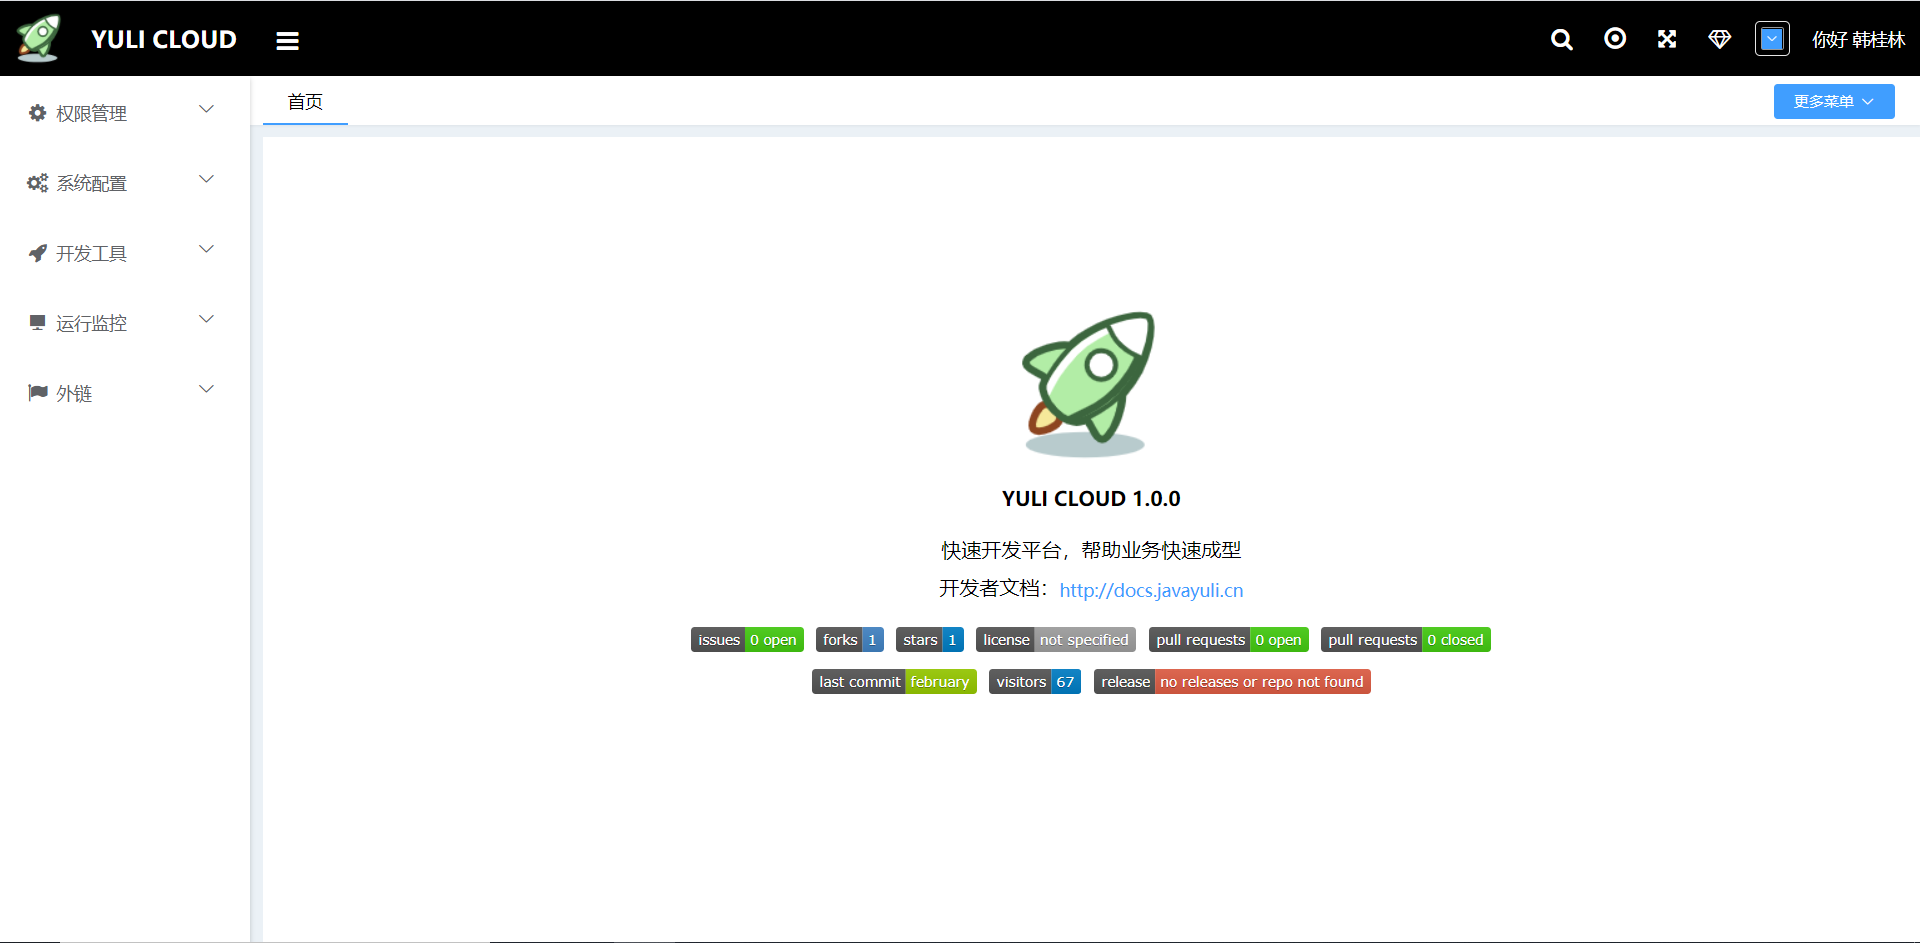 YULI CLOUD
你好 韩桂林
权限管理
系统配置
开发工具
运行监控
外链
首页
更多菜单
YULI CLOUD 1.0.0
快速开发平台，帮助业务快速成型
开发者文档：http://docs.javayuli.cn
issues 0 open forks 1 stars 1 license not specified pull requests 0 open pull requests 0 closed
last commit february visitors 67 release no releases or repo not found